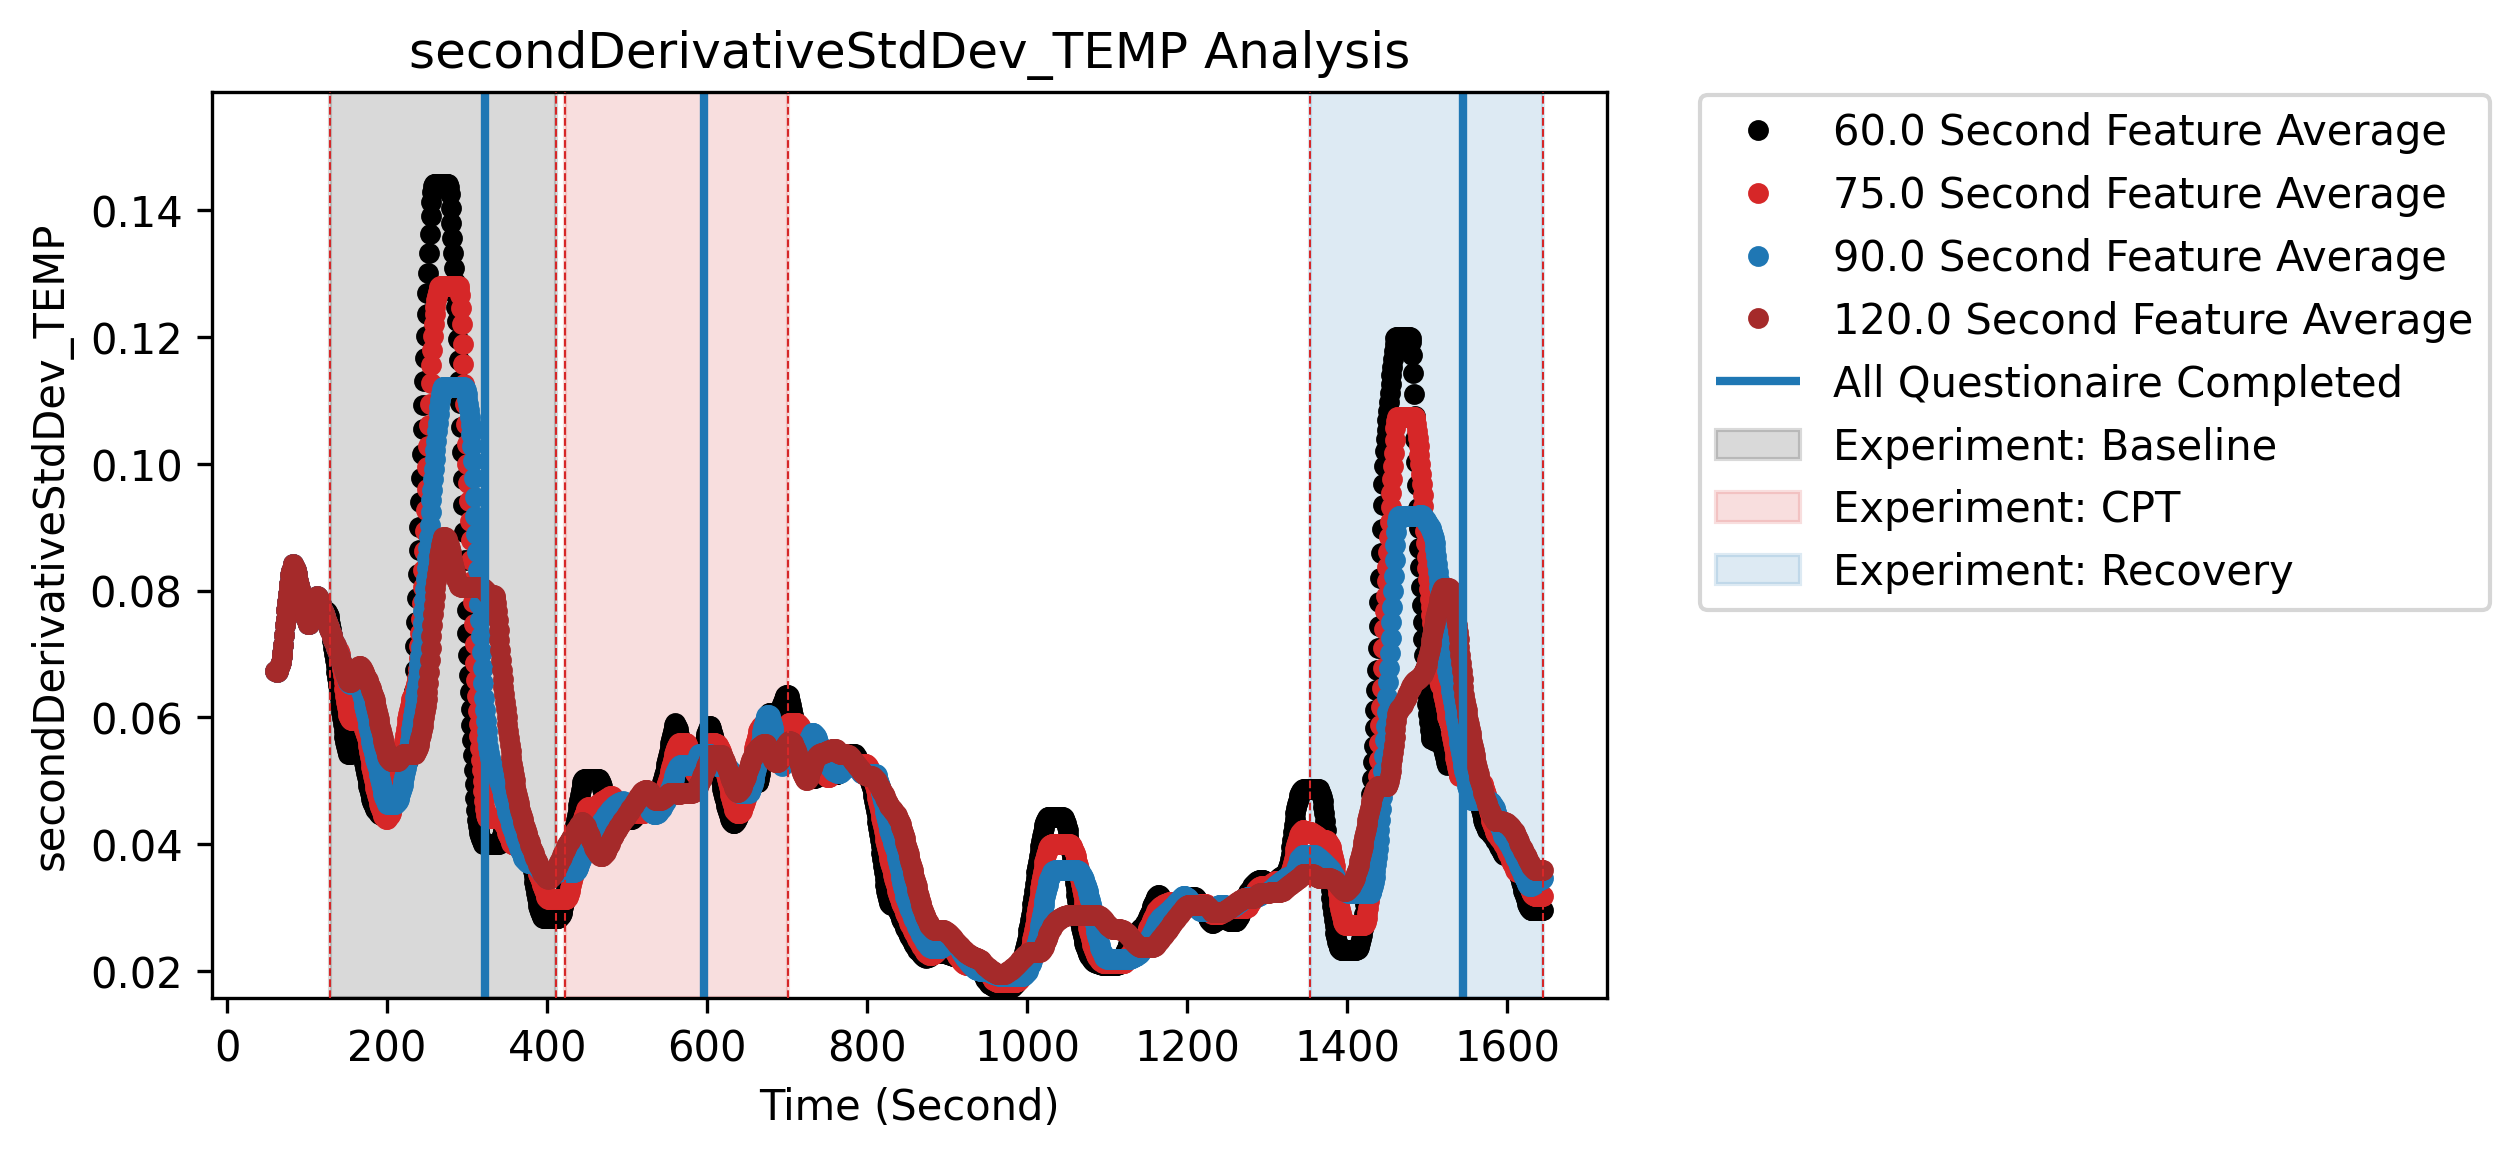 secondDerivativeStdDev_TEMP Analysis
secondDerivativeStdDev_TEMP
0.14
0.12
0.10
0.08
0.06
0.04
0.02
0 200 400 600 800 1000 1200 1400 1600
Time (Second)
60.0 Second Feature Average
75.0 Second Feature Average
90.0 Second Feature Average
120.0 Second Feature Average
All Questionaire Completed
Experiment: Baseline
Experiment: CPT
Experiment: Recovery